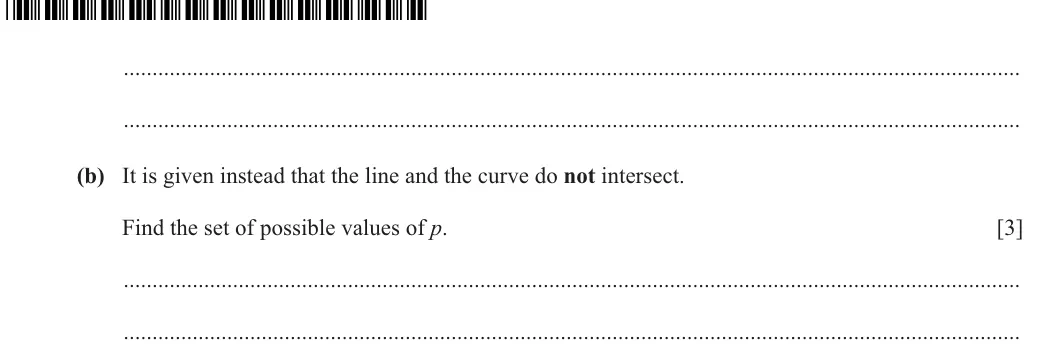 (b) It is given instead that the line and the curve do not intersect.
Find the set of possible values of p. [3]